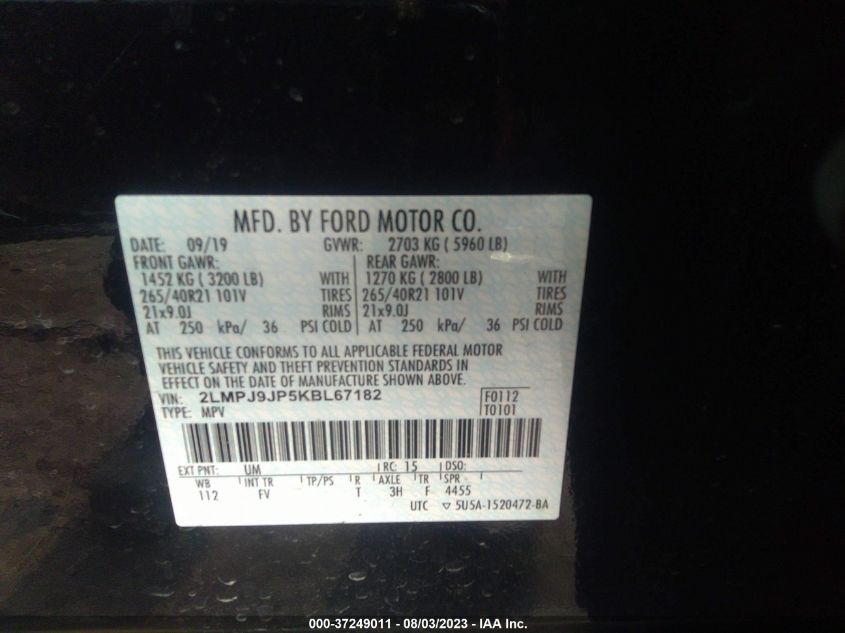 MFD. BY FORD MOTOR CO.
DATE: 09/19 GVWR: 2703 KG ( 5960 LB)
FRONT GAWR: REAR GAWR:
1452 KG ( 3200 LB) WITH 1270 KG ( 2800 LB) WITH
265/40R21 101V TIRES 265/40R21 101V TIRES
21x9.0J RIMS 21x9.0J RIMS
AT 250 kPa/ 36 PSI COLD AT 250 kPa/ 36 PSI COLD
THIS VEHICLE CONFORMS TO ALL APPLICABLE FEDERAL MOTOR
VEHICLE SAFETY AND THEFT PREVENTION STANDARDS IN
EFFECT ON THE DATE OF MANUFACTURE SHOWN ABOVE.
VIN: 2LMPJ9JP5KBL67182 F0112
TYPE: MPV T0101
EXT PNT: UM RC: 15 DSO:
WB INT TR TP/PS R AXLE TR SPR
112 FV T 3H F 4455
UTC ▽ 5U5A-1520472-BA
000-37249011 - 08/03/2023 - IAA Inc.